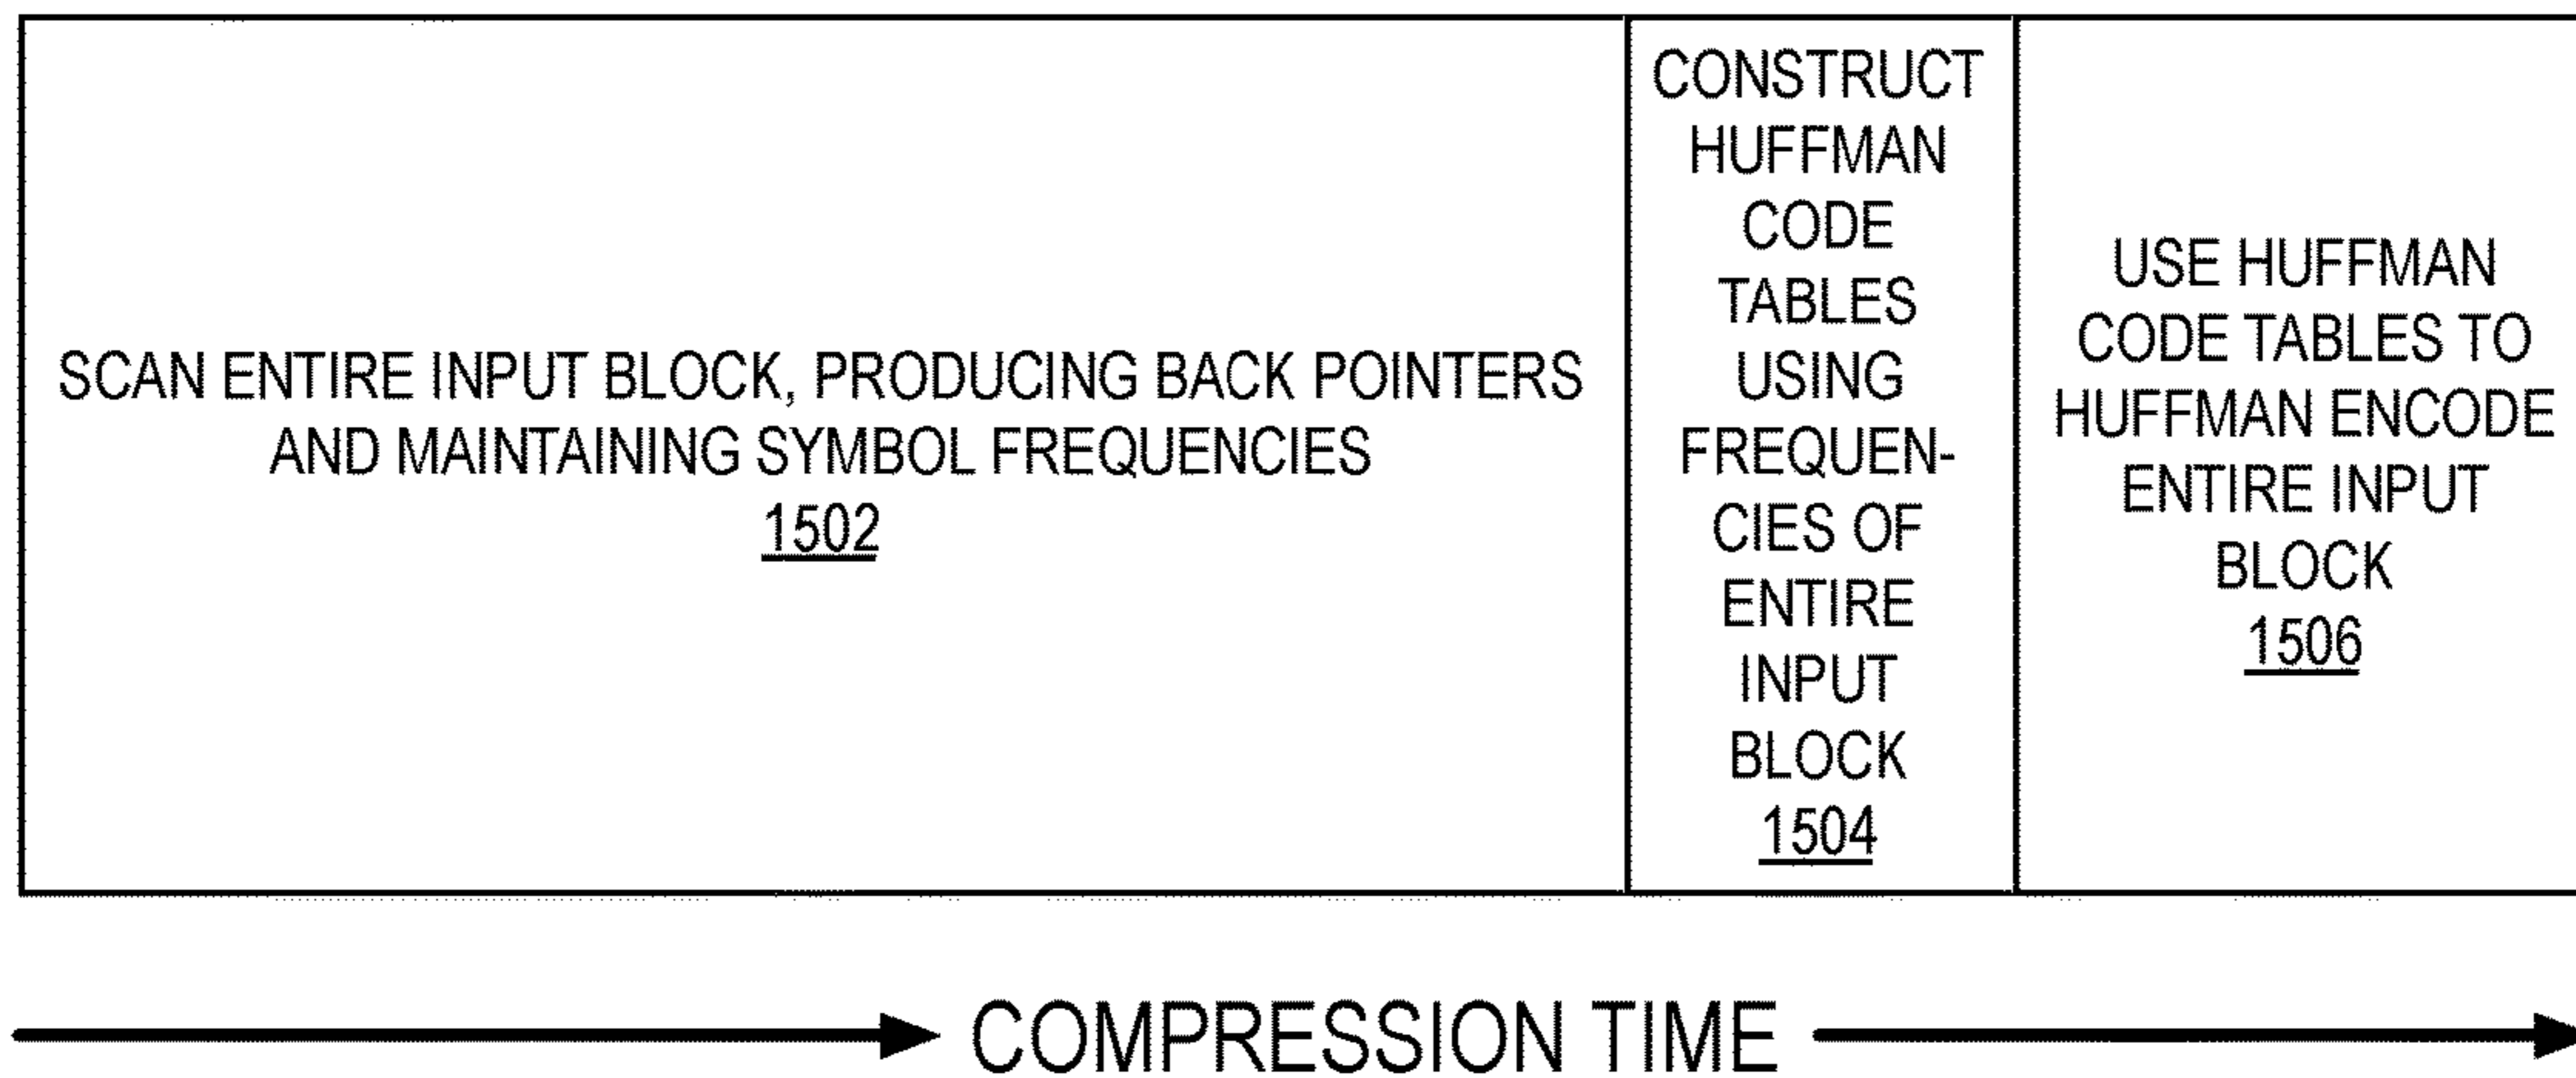 SCAN ENTIRE INPUT BLOCK, PRODUCING BACK POINTERS
AND MAINTAINING SYMBOL FREQUENCIES
1502
CONSTRUCT
HUFFMAN
CODE
TABLES
USING
FREQUEN-
CIES OF
ENTIRE
INPUT
BLOCK
1504
USE HUFFMAN
CODE TABLES TO
HUFFMAN ENCODE
ENTIRE INPUT
BLOCK
1506
COMPRESSION TIME